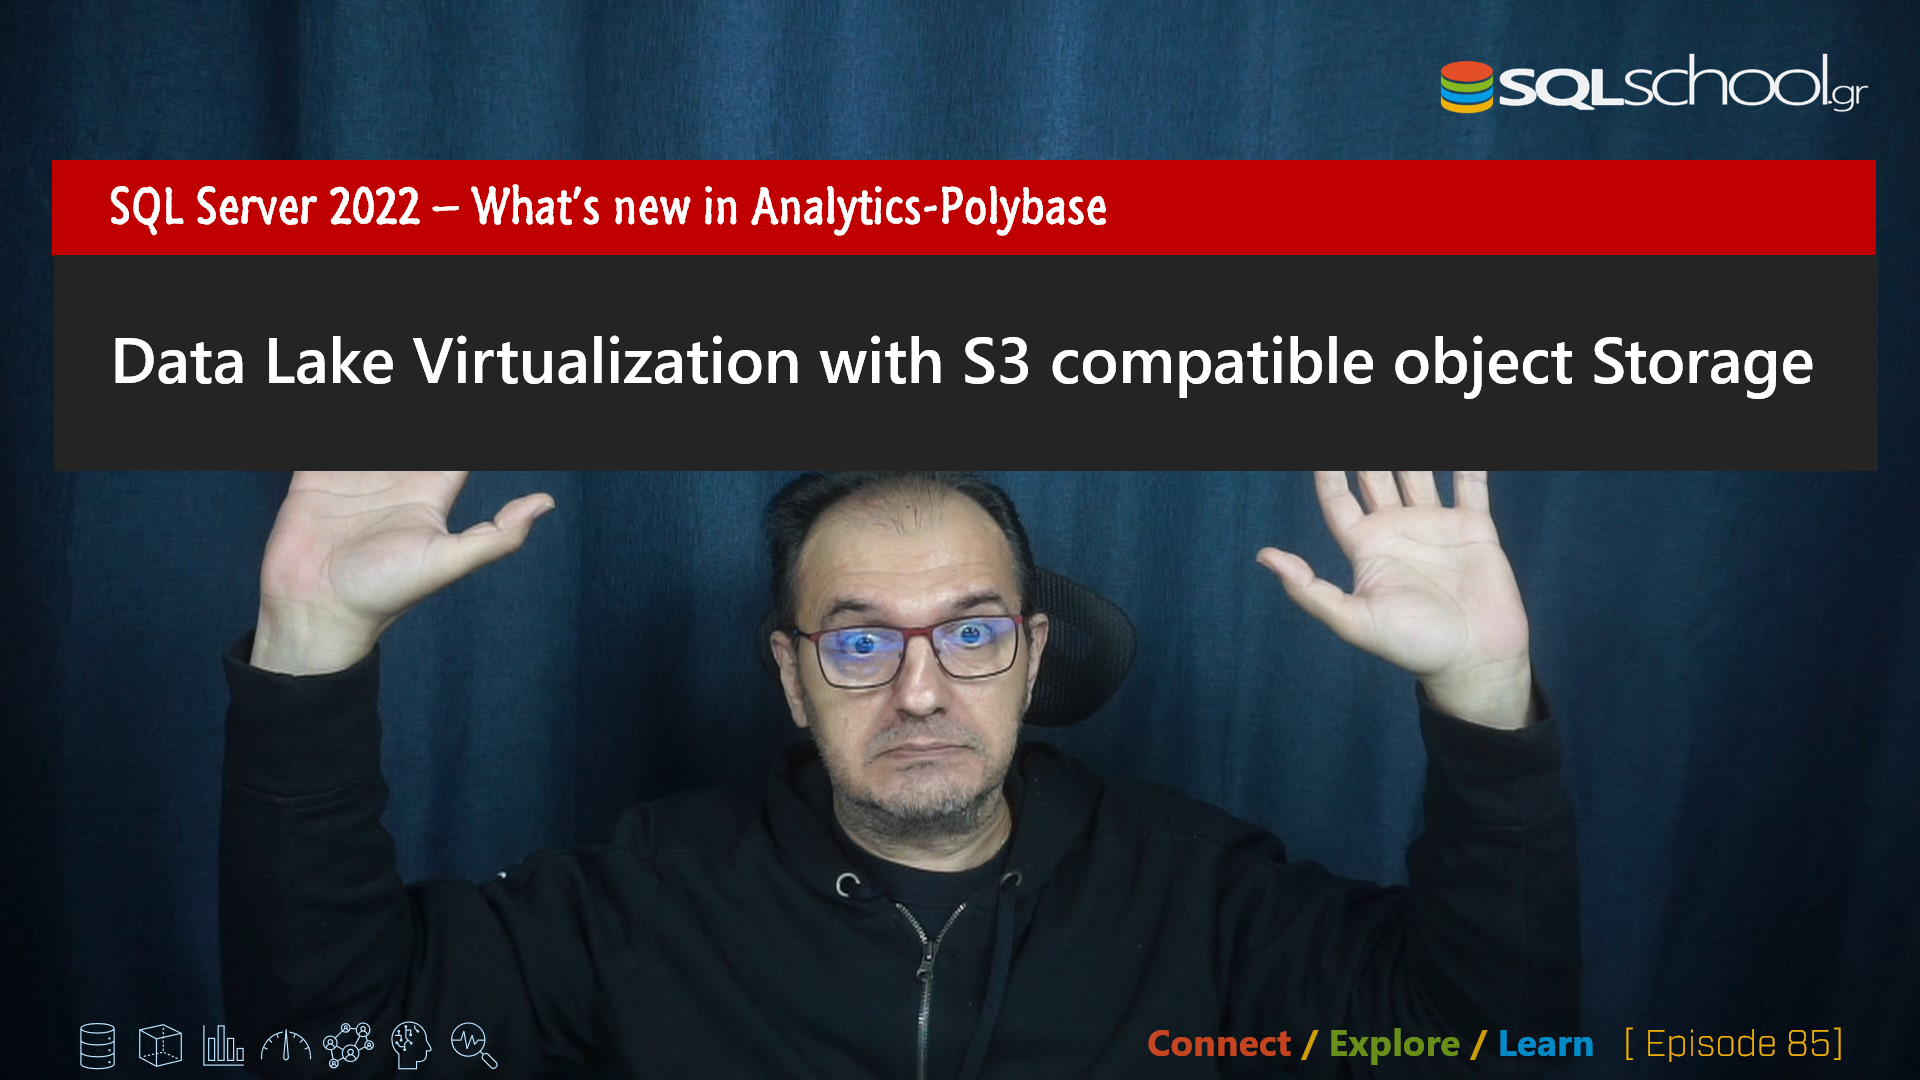 SQLschool.gr
SQL Server 2022 – What's new in Analytics-Polybase
Data Lake Virtualization with S3 compatible object Storage
Connect / Explore / Learn [ Episode 85]